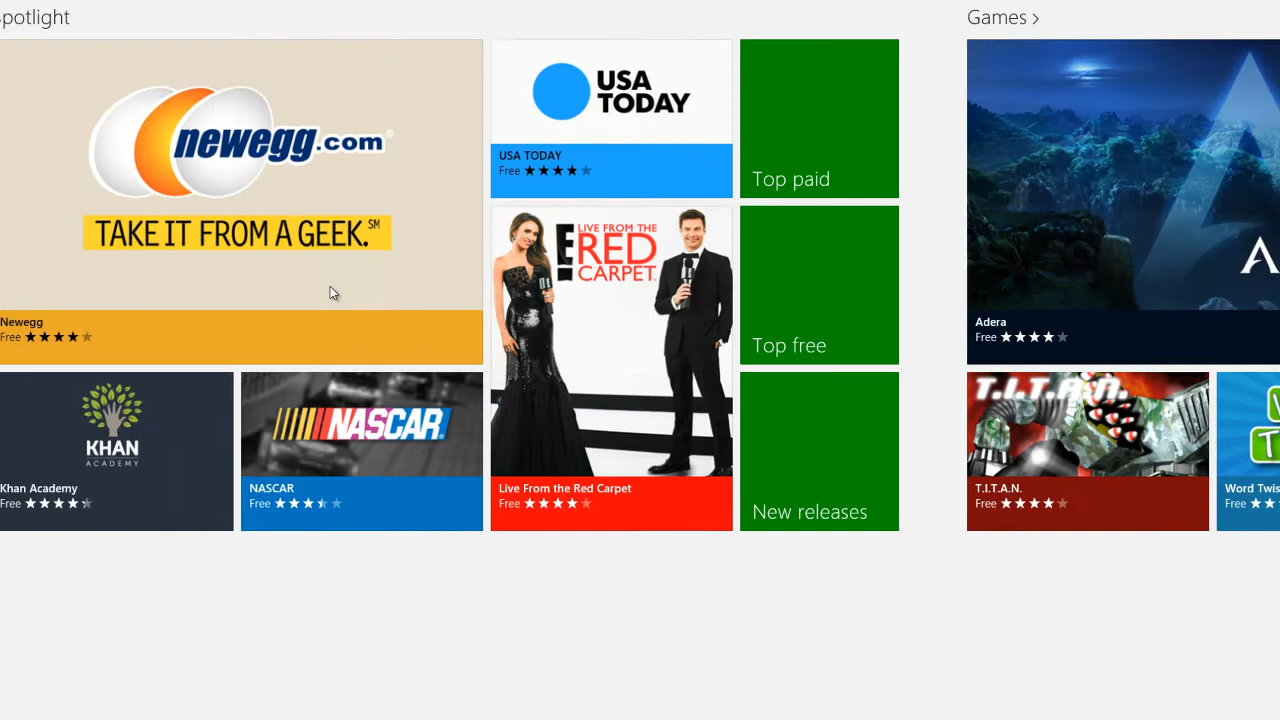 potlight
newegg.com®
TAKE IT FROM A GEEK.SM
Newegg
Free
KHAN
ACADEMY
Khan Academy
Free
NASCAR
NASCAR
Free
USA
TODAY
USA TODAY
Free
E!
LIVE FROM THE
RED
CARPET
Live From the Red Carpet
Free
Top paid
Top free
New releases
Games
Adera
Free
T.I.T.A.N.
T.I.T.A.N.
Free
Word Twis
Free